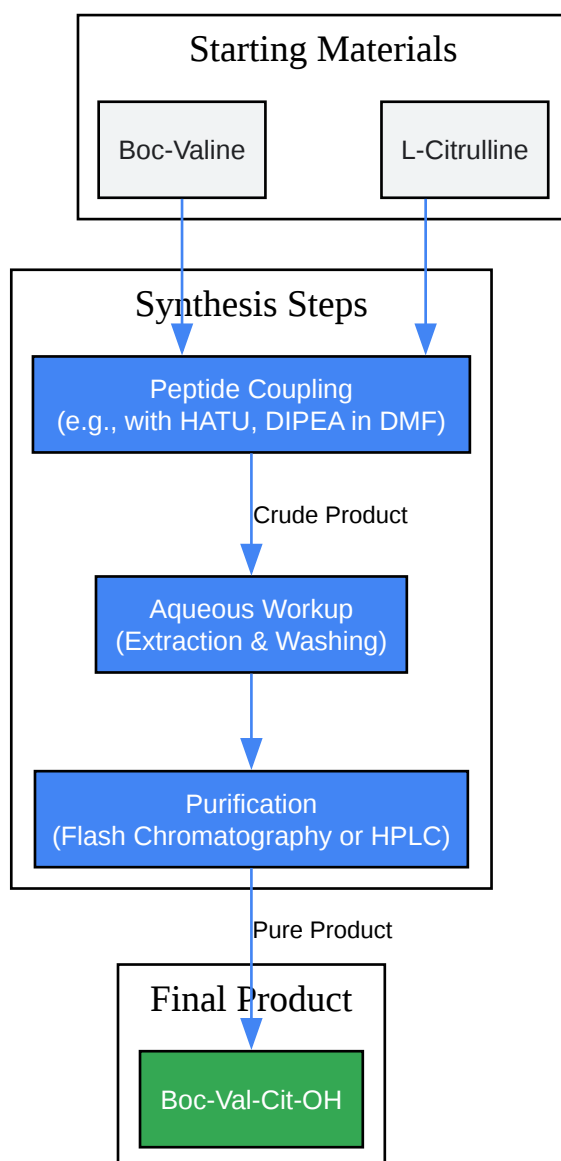 Starting Materials
Boc-Valine
L-Citrulline
Synthesis Steps
Peptide Coupling
(e.g., with HATU, DIPEA in DMF)
Crude Product
Aqueous Workup
(Extraction & Washing)
Purification
(Flash Chromatography or HPLC)
Pure Product
Final Product
Boc-Val-Cit-OH